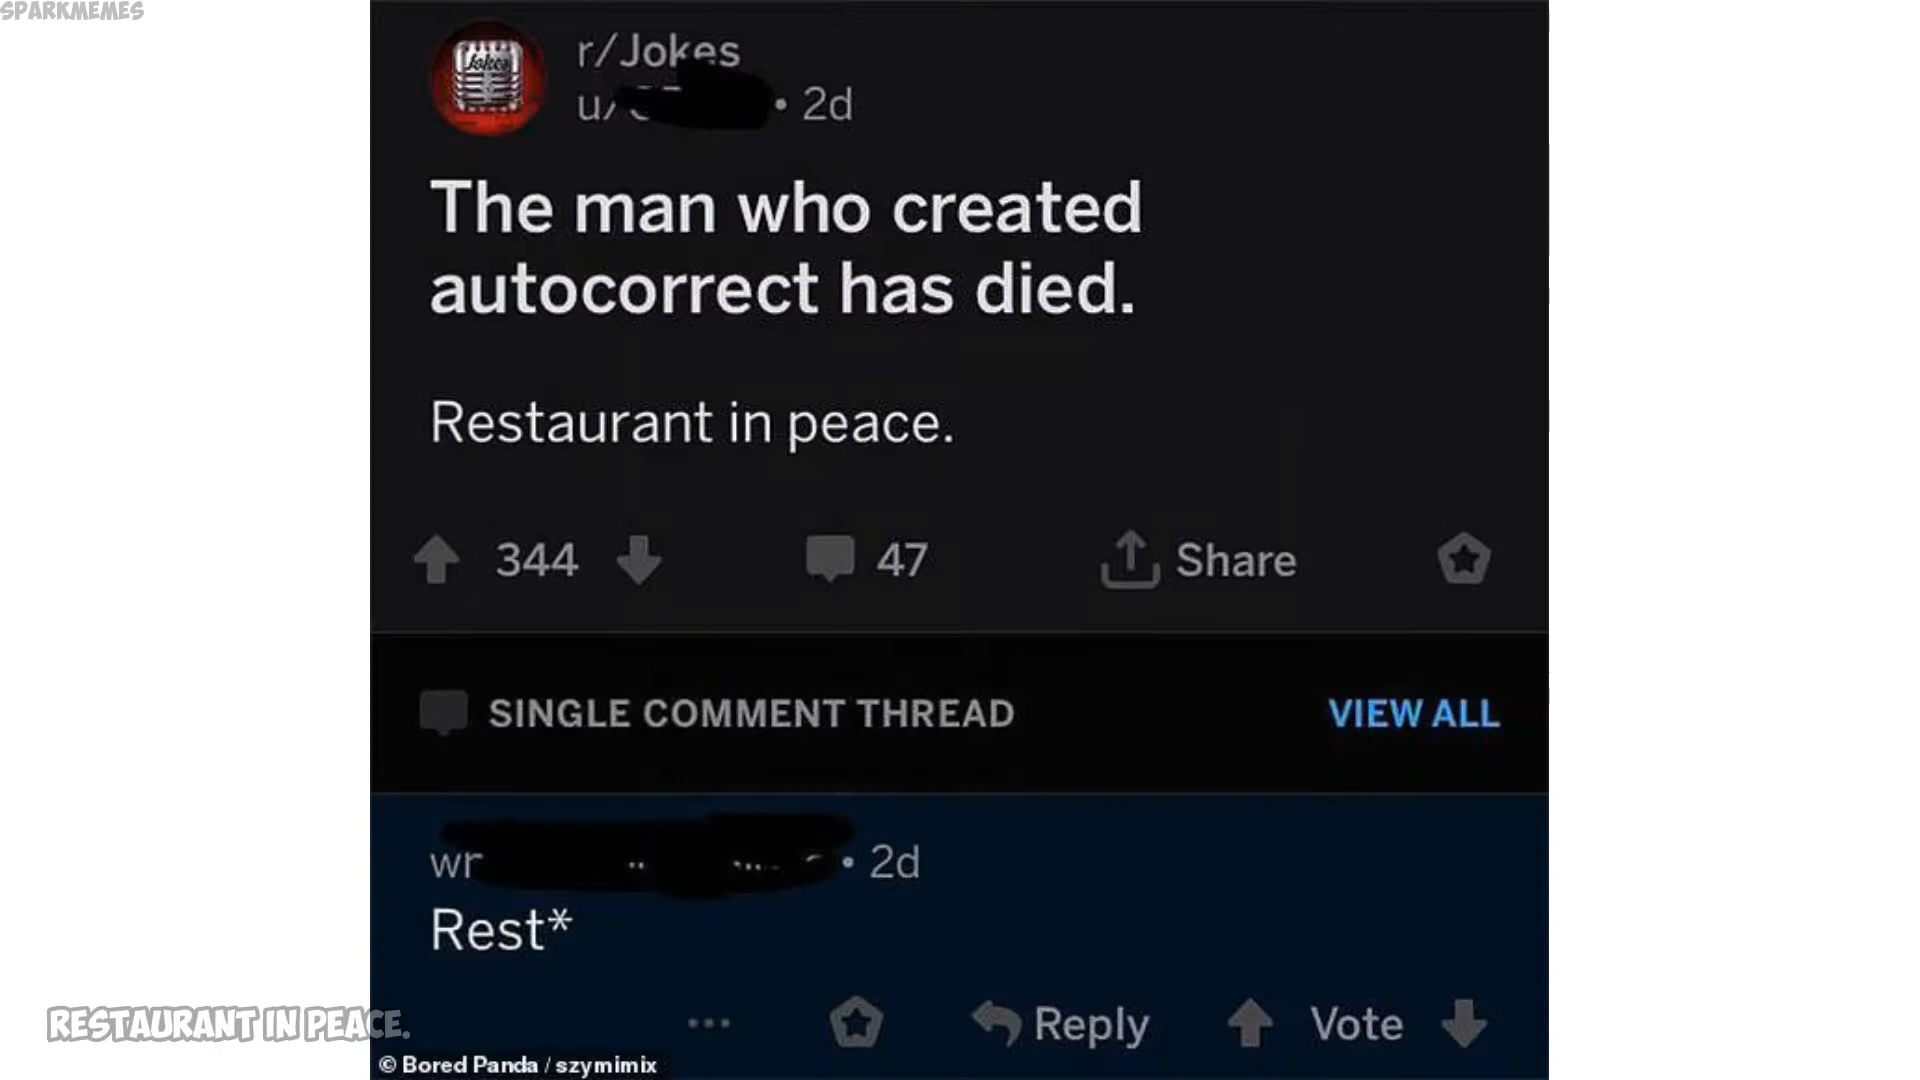 SPARKMEMES
Jokes
r/Jokes
u/ • 2d
The man who created
autocorrect has died.
Restaurant in peace.
344 47 Share
SINGLE COMMENT THREAD VIEW ALL
wr • 2d
Rest*
... Reply Vote
RESTAURANT IN PEACE.
© Bored Panda / szymimix